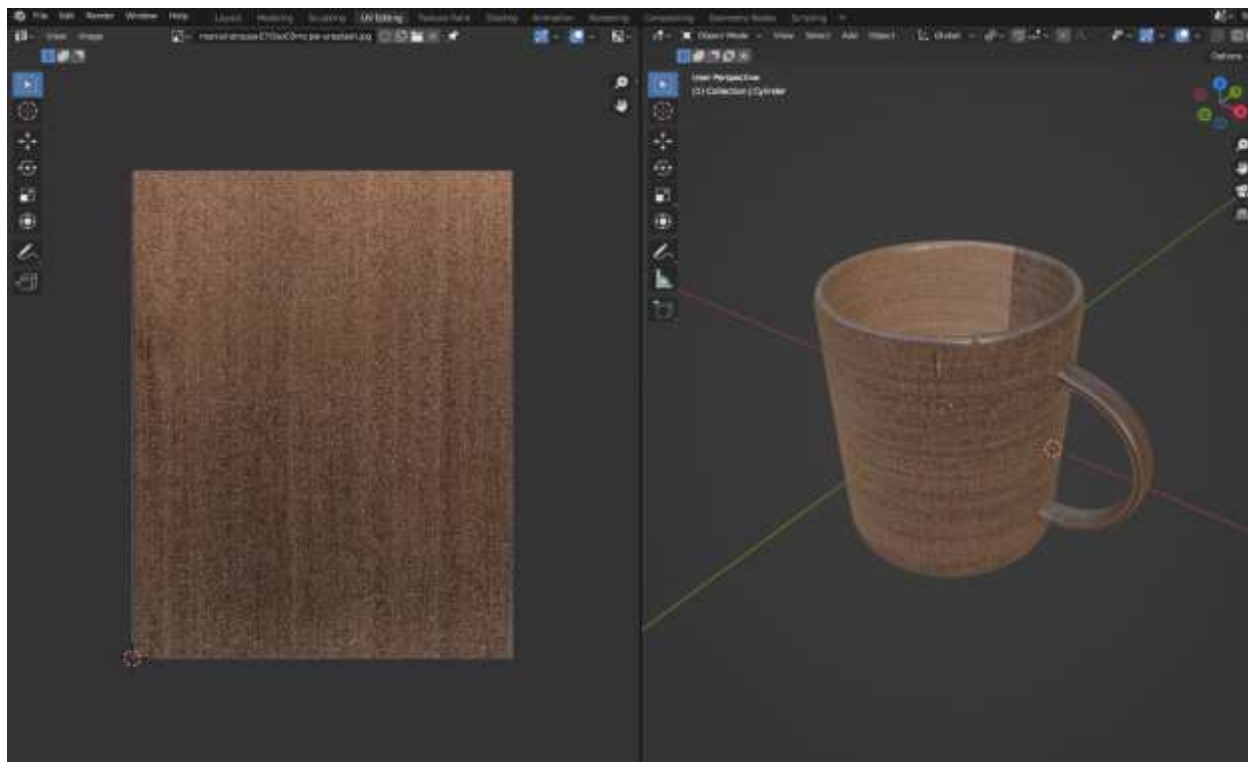 File Edit Render Window Help Layout Modeling Sculpting UV Editing Texture Paint Shading Animation Rendering Compositing Geometry Nodes Scripting +
View Image
Object Mode View Select Add Object Global
Options
User Perspective
(1) Collection | Cylinder